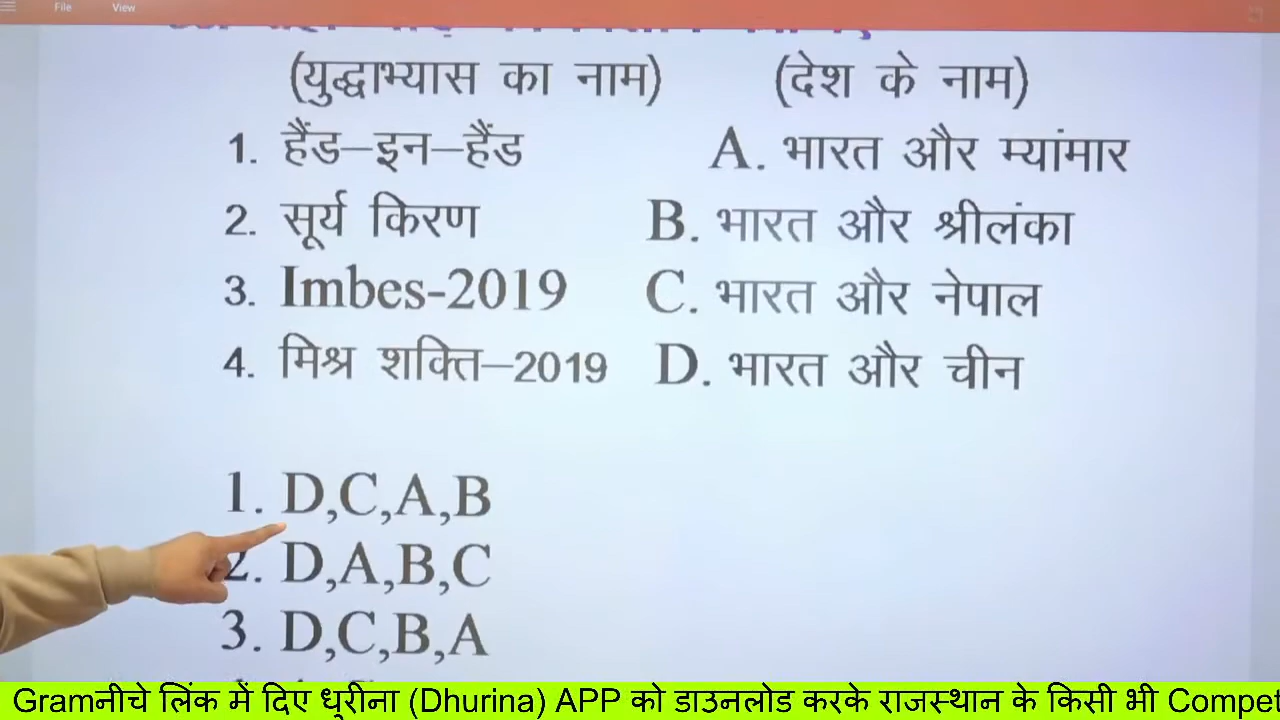 File View
(युद्धाभ्यास का नाम) (देश के नाम)
1. हैंड–इन–हैंड A. भारत और म्यांमार
2. सूर्य किरण B. भारत और श्रीलंका
3. Imbes-2019 C. भारत और नेपाल
4. मिश्र शक्ति–2019 D. भारत और चीन
1. D,C,A,B
2. D,A,B,C
3. D,C,B,A
Gramनीचे लिंक में दिए धुरीना (Dhurina) APP को डाउनलोड करके राजस्थान के किसी भी Compet